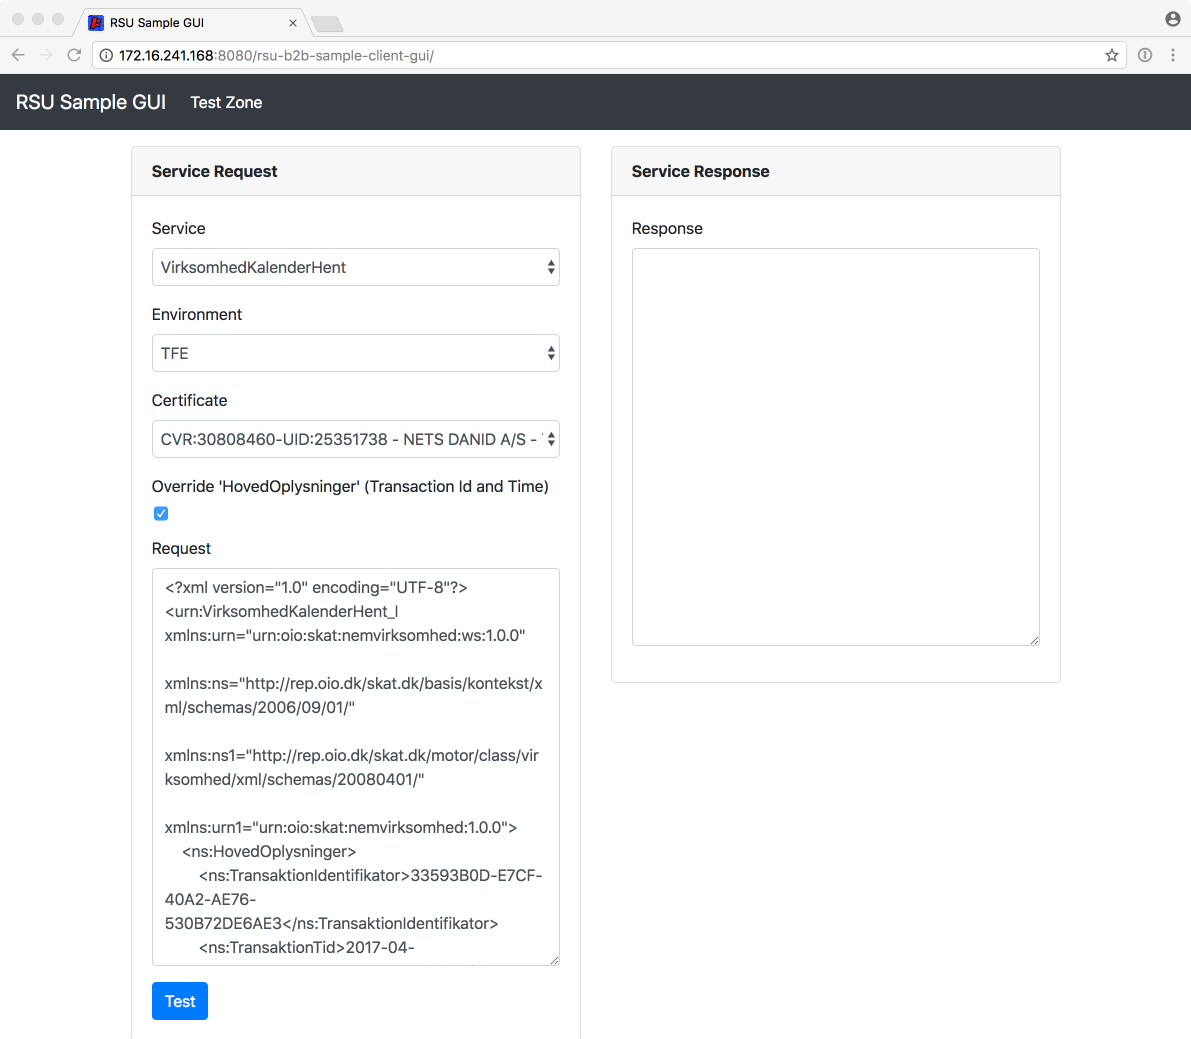 RSU Sample GUI
172.16.241.168:8080/rsu-b2b-sample-client-gui/
RSU Sample GUI Test Zone
Service Request
Service
VirksomhedKalenderHent
Environment
TFE
Certificate
CVR:30808460-UID:25351738 - NETS DANID A/S -
Override 'HovedOplysninger' (Transaction Id and Time)
Request
<?xml version="1.0" encoding="UTF-8"?>
<urn:VirksomhedKalenderHent_I
xmlns:urn="urn:oio:skat:nemvirksomhed:ws:1.0.0"
xmlns:ns="http://rep.oio.dk/skat.dk/basis/kontekst/x
ml/schemas/2006/09/01/"
xmlns:ns1="http://rep.oio.dk/skat.dk/motor/class/vir
ksomhed/xml/schemas/20080401/"
xmlns:urn1="urn:oio:skat:nemvirksomhed:1.0.0">
<ns:HovedOplysninger>
<ns:TransaktionIdentifikator>33593B0D-E7CF-
40A2-AE76-
530B72DE6AE3</ns:TransaktionIdentifikator>
<ns:TransaktionTid>2017-04-
Test
Service Response
Response